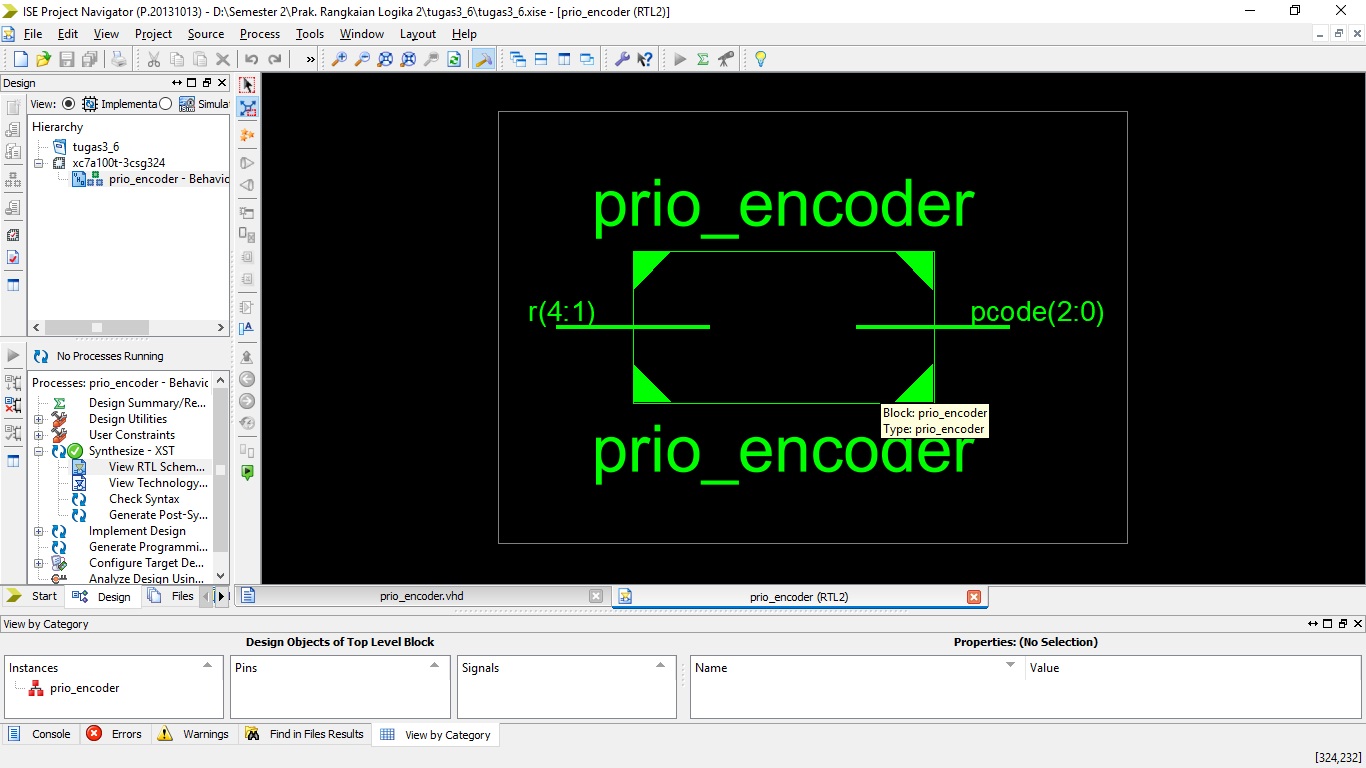 ISE Project Navigator (P.20131013) - D:\Semester 2\Prak. Rangkaian Logika 2\tugas3_6\tugas3_6.xise - [prio_encoder (RTL2)]
File Edit View Project Source Process Tools Window Layout Help
»
Design
View: Implementa Simulat
Hierarchy
tugas3_6
xc7a100t-3csg324
prio_encoder - Behavic
No Processes Running
Processes: prio_encoder - Behavic
Design Summary/Re...
Design Utilities
User Constraints
Synthesize - XST
View RTL Schem...
View Technology...
Check Syntax
Generate Post-Sy...
Implement Design
Generate Programmi...
Configure Target De...
Analyze Design Usin...
Start Design Files
prio_encoder
r(4:1) pcode(2:0)
Block: prio_encoder
Type: prio_encoder
prio_encoder
prio_encoder.vhd prio_encoder (RTL2)
View by Category
Design Objects of Top Level Block Properties: (No Selection)
Instances Pins Signals Name Value
prio_encoder
Console Errors Warnings Find in Files Results View by Category
[324,232]